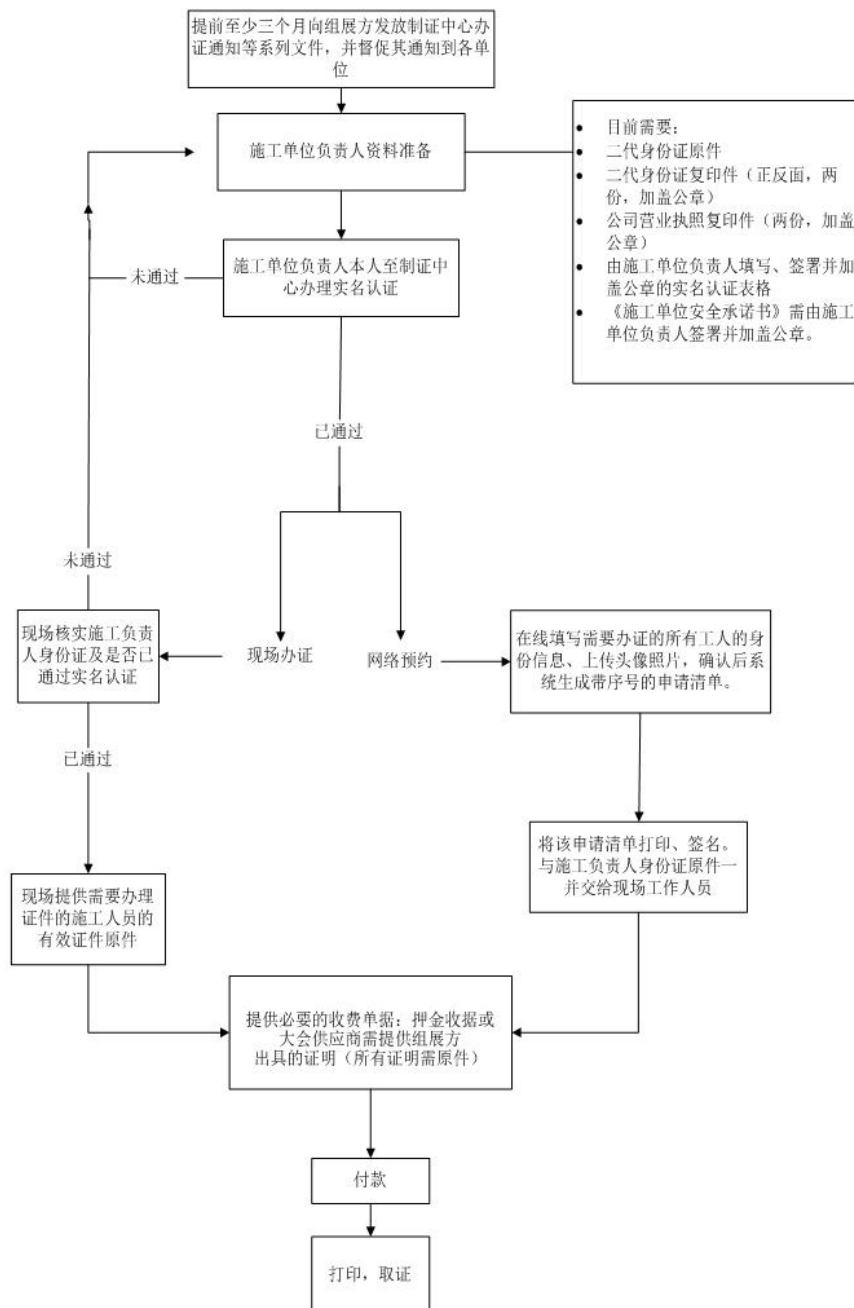 提前至少三个月向组展方发放制证中心办
证通知等系列文件，并督促其通知到各单
位
施工单位负责人资料准备
目前需要：
二代身份证原件
二代身份证复印件（正反面，两
份，加盖公章）
公司营业执照复印件（两份，加盖
公章）
由施工单位负责人填写、签署并加
盖公章的实名认证表格
《施工单位安全承诺书》需由施工
单位负责人签署并加盖公章。
施工单位负责人本人至制证中
心办理实名认证
未通过
已通过
未通过
现场核实施工负责
人身份证及是否已
通过实名认证
现场办证
网络预约
在线填写需要办证的所有工人的身
份信息、上传头像照片，确认后系
统生成带序号的申请清单。
已通过
将该申请清单打印、签名。
与施工负责人身份证原件一
并交给现场工作人员
现场提供需要办理
证件的施工人员的
有效证件原件
提供必要的收费单据：押金收据或
大会供应商需提供组展方
出具的证明（所有证明需原件）
付款
打印，取证